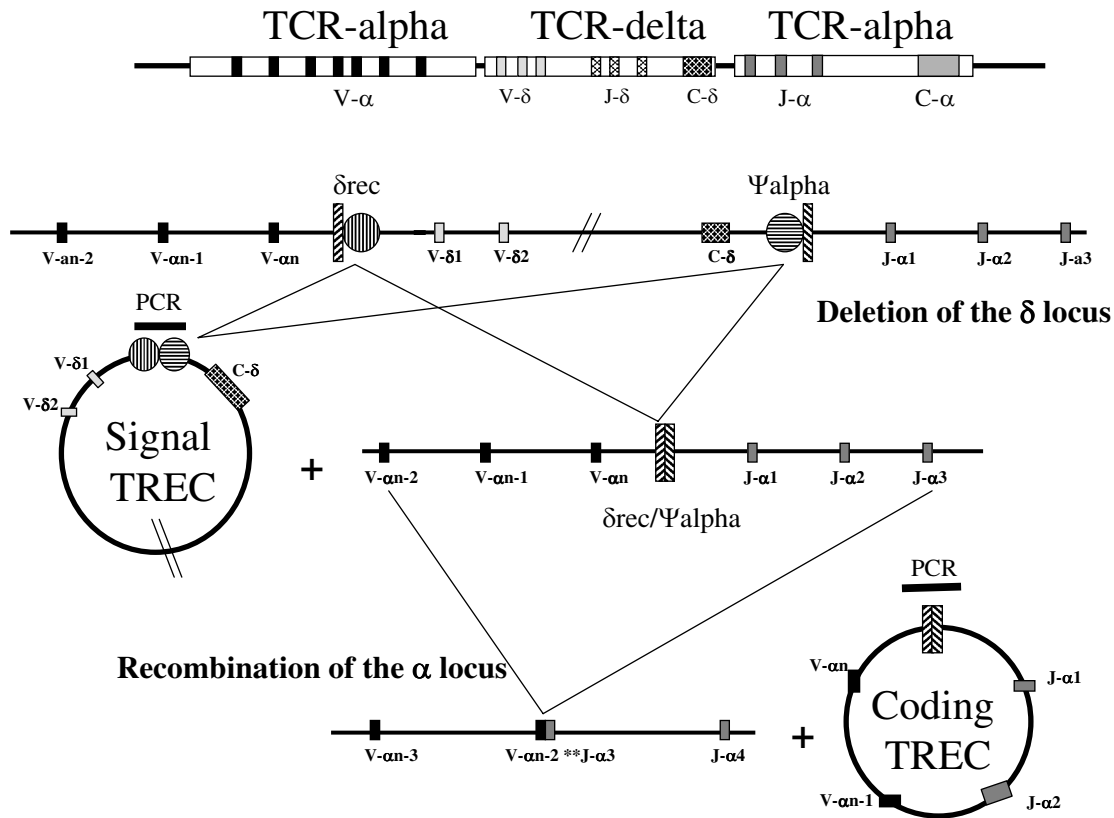 TCR-alpha TCR-delta TCR-alpha
V-α V-δ J-δ C-δ J-α C-α
δrec Ψalpha
V-an-2 V-αn-1 V-αn V-δ1 V-δ2 C-δ J-α1 J-α2 J-a3
Deletion of the δ locus
PCR
V-δ1 C-δ
V-δ2
Signal
TREC
+
V-αn-2 V-αn-1 V-αn J-α1 J-α2 J-α3
δrec/Ψalpha
PCR
Recombination of the α locus
V-αn J-α1
Coding
TREC
+
V-αn-3 V-αn-2 **J-α3 J-α4
V-αn-1 J-α2